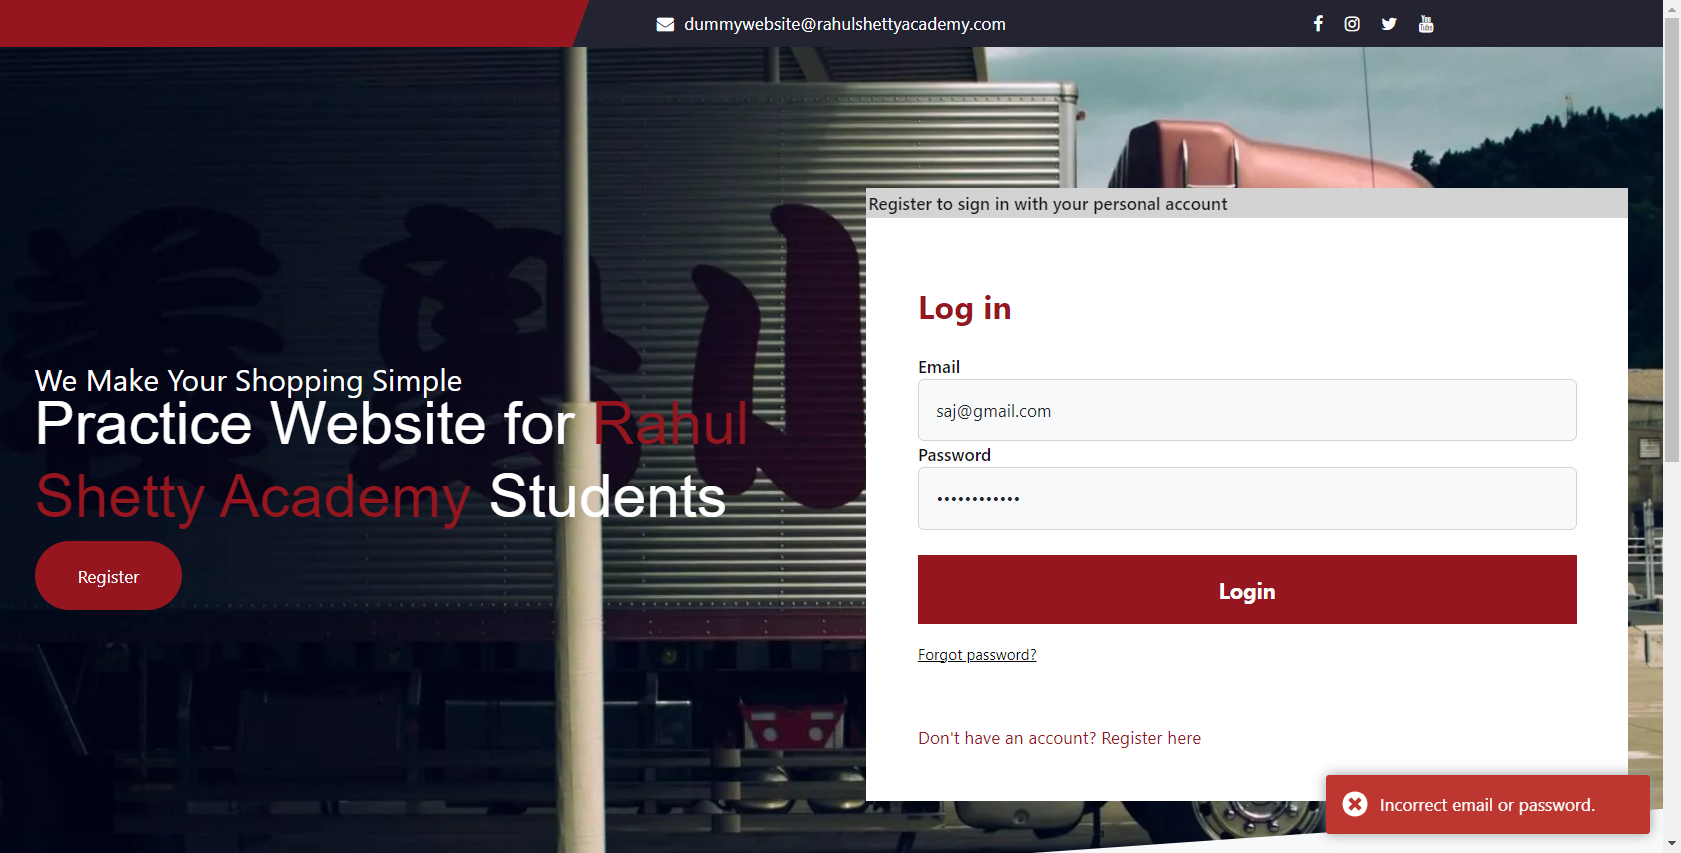 dummywebsite@rahulshettyacademy.com
We Make Your Shopping Simple
Practice Website for Rahul
Shetty Academy Students
Register
Register to sign in with your personal account
Log in
Email
saj@gmail.com
Password
••••••••••••
Login
Forgot password?
Don't have an account? Register here
Incorrect email or password.